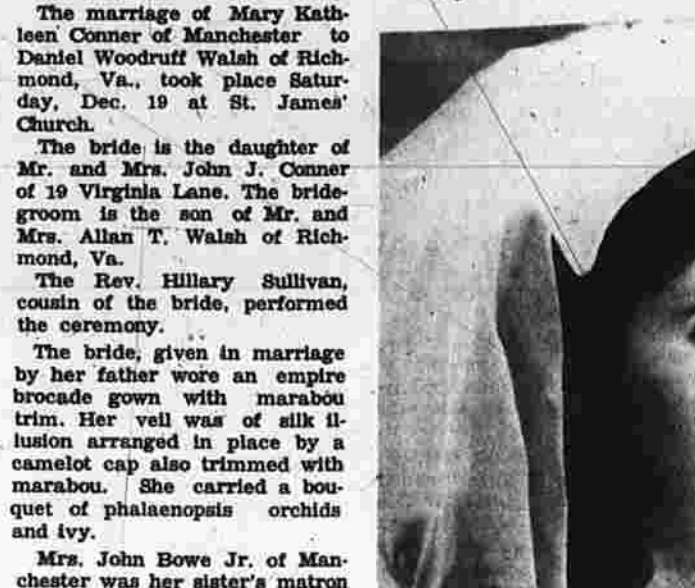 The marriage of Mary Kath-
leen Conner of Manchester to
Daniel Woodruff Walsh of Rich-
mond, Va., took place Satur-
day, Dec. 19 at St. James'
Church.
The bride is the daughter of
Mr. and Mrs. John J. Conner
of 19 Virginia Lane. The bride-
groom is the son of Mr. and
Mrs. Allan T. Walsh of Rich-
mond, Va.
The Rev. Hillary Sullivan,
cousin of the bride, performed
the ceremony.
The bride, given in marriage
by her father wore an empire
brocade gown with marabou
trim. Her veil was of silk il-
lusion arranged in place by a
camelot cap also trimmed with
marabou. She carried a bou-
quet of phalaenopsis orchids
and ivy.
Mrs. John Bowe Jr. of Man-
chester was her sister's matron